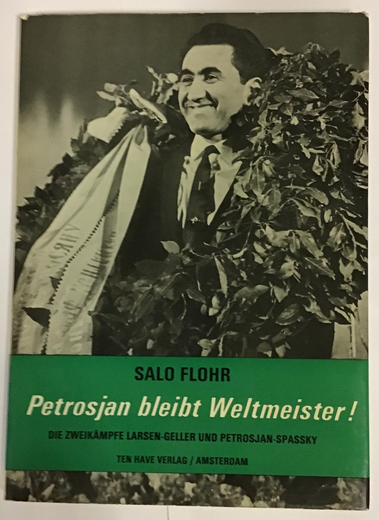 SALO FLOHR
Petrosjan bleibt Weltmeister!
DIE ZWEIKÄMPFE LARSEN-GELLER UND PETROSJAN-SPASSKY
TEN HAVE VERLAG / AMSTERDAM